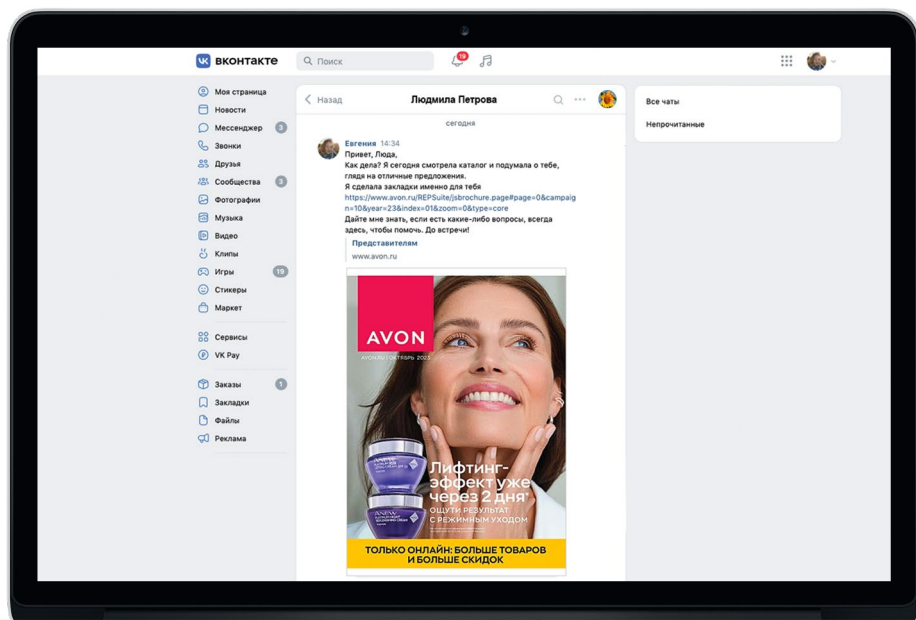 вконтакте
Поиск
19
Моя страница
Новости
Мессенджер 3
Звонки
Друзья
Сообщества 3
Фотографии
Музыка
Видео
Клипы
Игры 19
Стикеры
Маркет
Сервисы
VK Pay
Заказы 1
Закладки
Файлы
Реклама
Назад
Людмила Петрова
сегодня
Евгения 14:34
Привет, Люда,
Как дела? Я сегодня смотрела каталог и подумала о тебе,
глядя на отличные предложения.
Я сделала закладки именно для тебя
https://www.avon.ru/REPSuite/jsbrochure.page#page=0&campaig
n=10&year=23&index=01&zoom=0&type=core
Дайте мне знать, если есть какие-либо вопросы, всегда
здесь, чтобы помочь. До встречи!
Представителям
www.avon.ru
AVON
AVON.RU | ОКТЯБРЬ 2023
ANEW
ANEW
Лифтинг-
эффект уже
через 2 дня*
ОЩУТИ РЕЗУЛЬТАТ
С РЕЖИМНЫМ УХОДОМ
ТОЛЬКО ОНЛАЙН: БОЛЬШЕ ТОВАРОВ
И БОЛЬШЕ СКИДОК
Все чаты
Непрочитанные